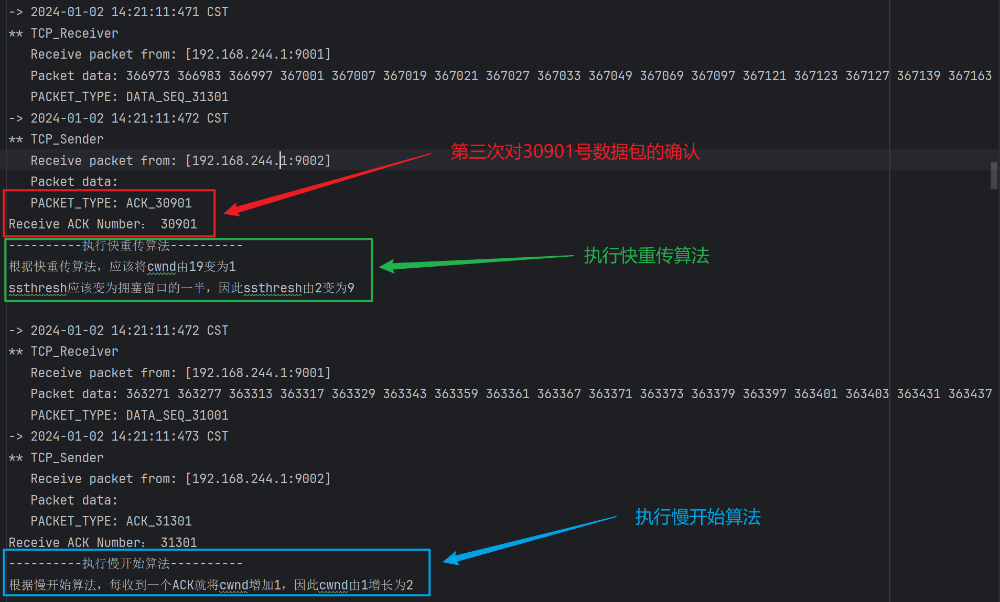 -> 2024-01-02 14:21:11:471 CST
** TCP_Receiver
Receive packet from: [192.168.244.1:9001]
Packet data: 366973 366983 366997 367001 367007 367019 367021 367027 367033 367049 367069 367097 367121 367123 367127 367139 367163
PACKET_TYPE: DATA_SEQ_31301
-> 2024-01-02 14:21:11:472 CST
** TCP_Sender
第三次对30901号数据包的确认
Receive packet from: [192.168.244.1:9002]
Packet data:
PACKET_TYPE: ACK_30901
Receive ACK Number： 30901
----------执行快重传算法----------
执行快重传算法
根据快重传算法，应该将cwnd由19变为1
ssthresh应该变为拥塞窗口的一半，因此ssthresh由2变为9
-> 2024-01-02 14:21:11:472 CST
** TCP_Receiver
Receive packet from: [192.168.244.1:9001]
Packet data: 363271 363277 363313 363317 363329 363343 363359 363361 363367 363371 363373 363379 363397 363401 363403 363431 363437
PACKET_TYPE: DATA_SEQ_31001
-> 2024-01-02 14:21:11:473 CST
** TCP_Sender
Receive packet from: [192.168.244.1:9002]
Packet data:
执行慢开始算法
PACKET_TYPE: ACK_31301
Receive ACK Number： 31301
----------执行慢开始算法----------
根据慢开始算法，每收到一个ACK就将cwnd增加1，因此cwnd由1增长为2